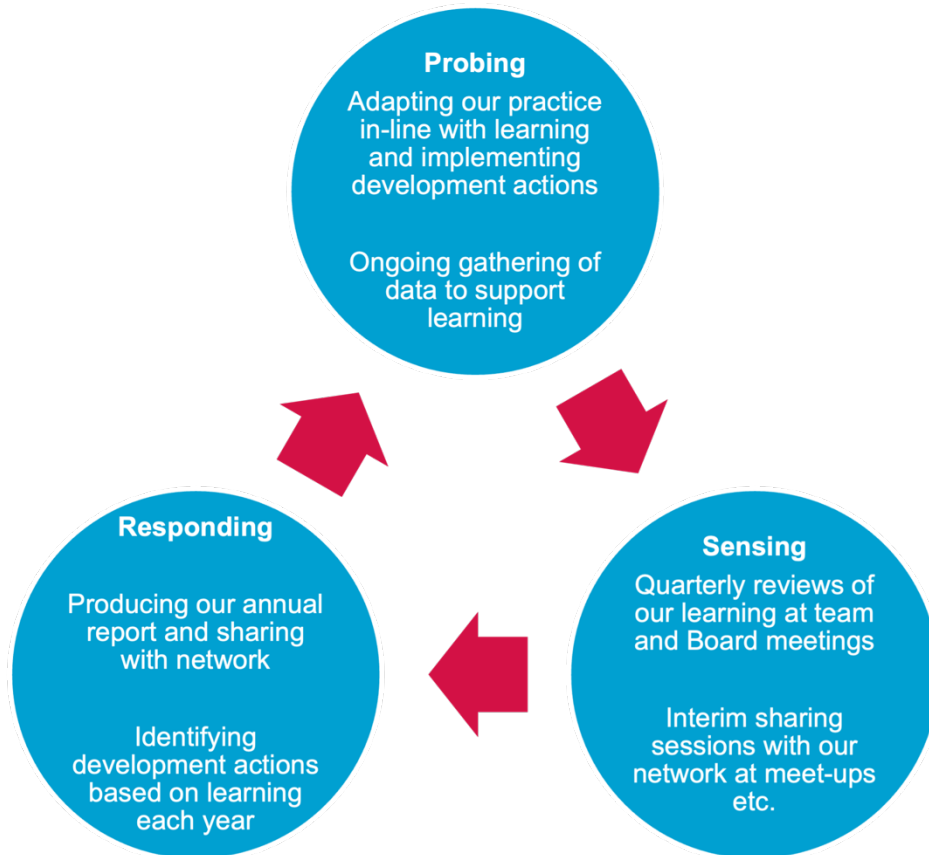 Probing
Adapting our practice
in-line with learning
and implementing
development actions
Ongoing gathering of
data to support
learning
Sensing
Quarterly reviews of
our learning at team
and Board meetings
Interim sharing
sessions with our
network at meet-ups
etc.
Responding
Producing our annual
report and sharing
with network
Identifying
development actions
based on learning
each year